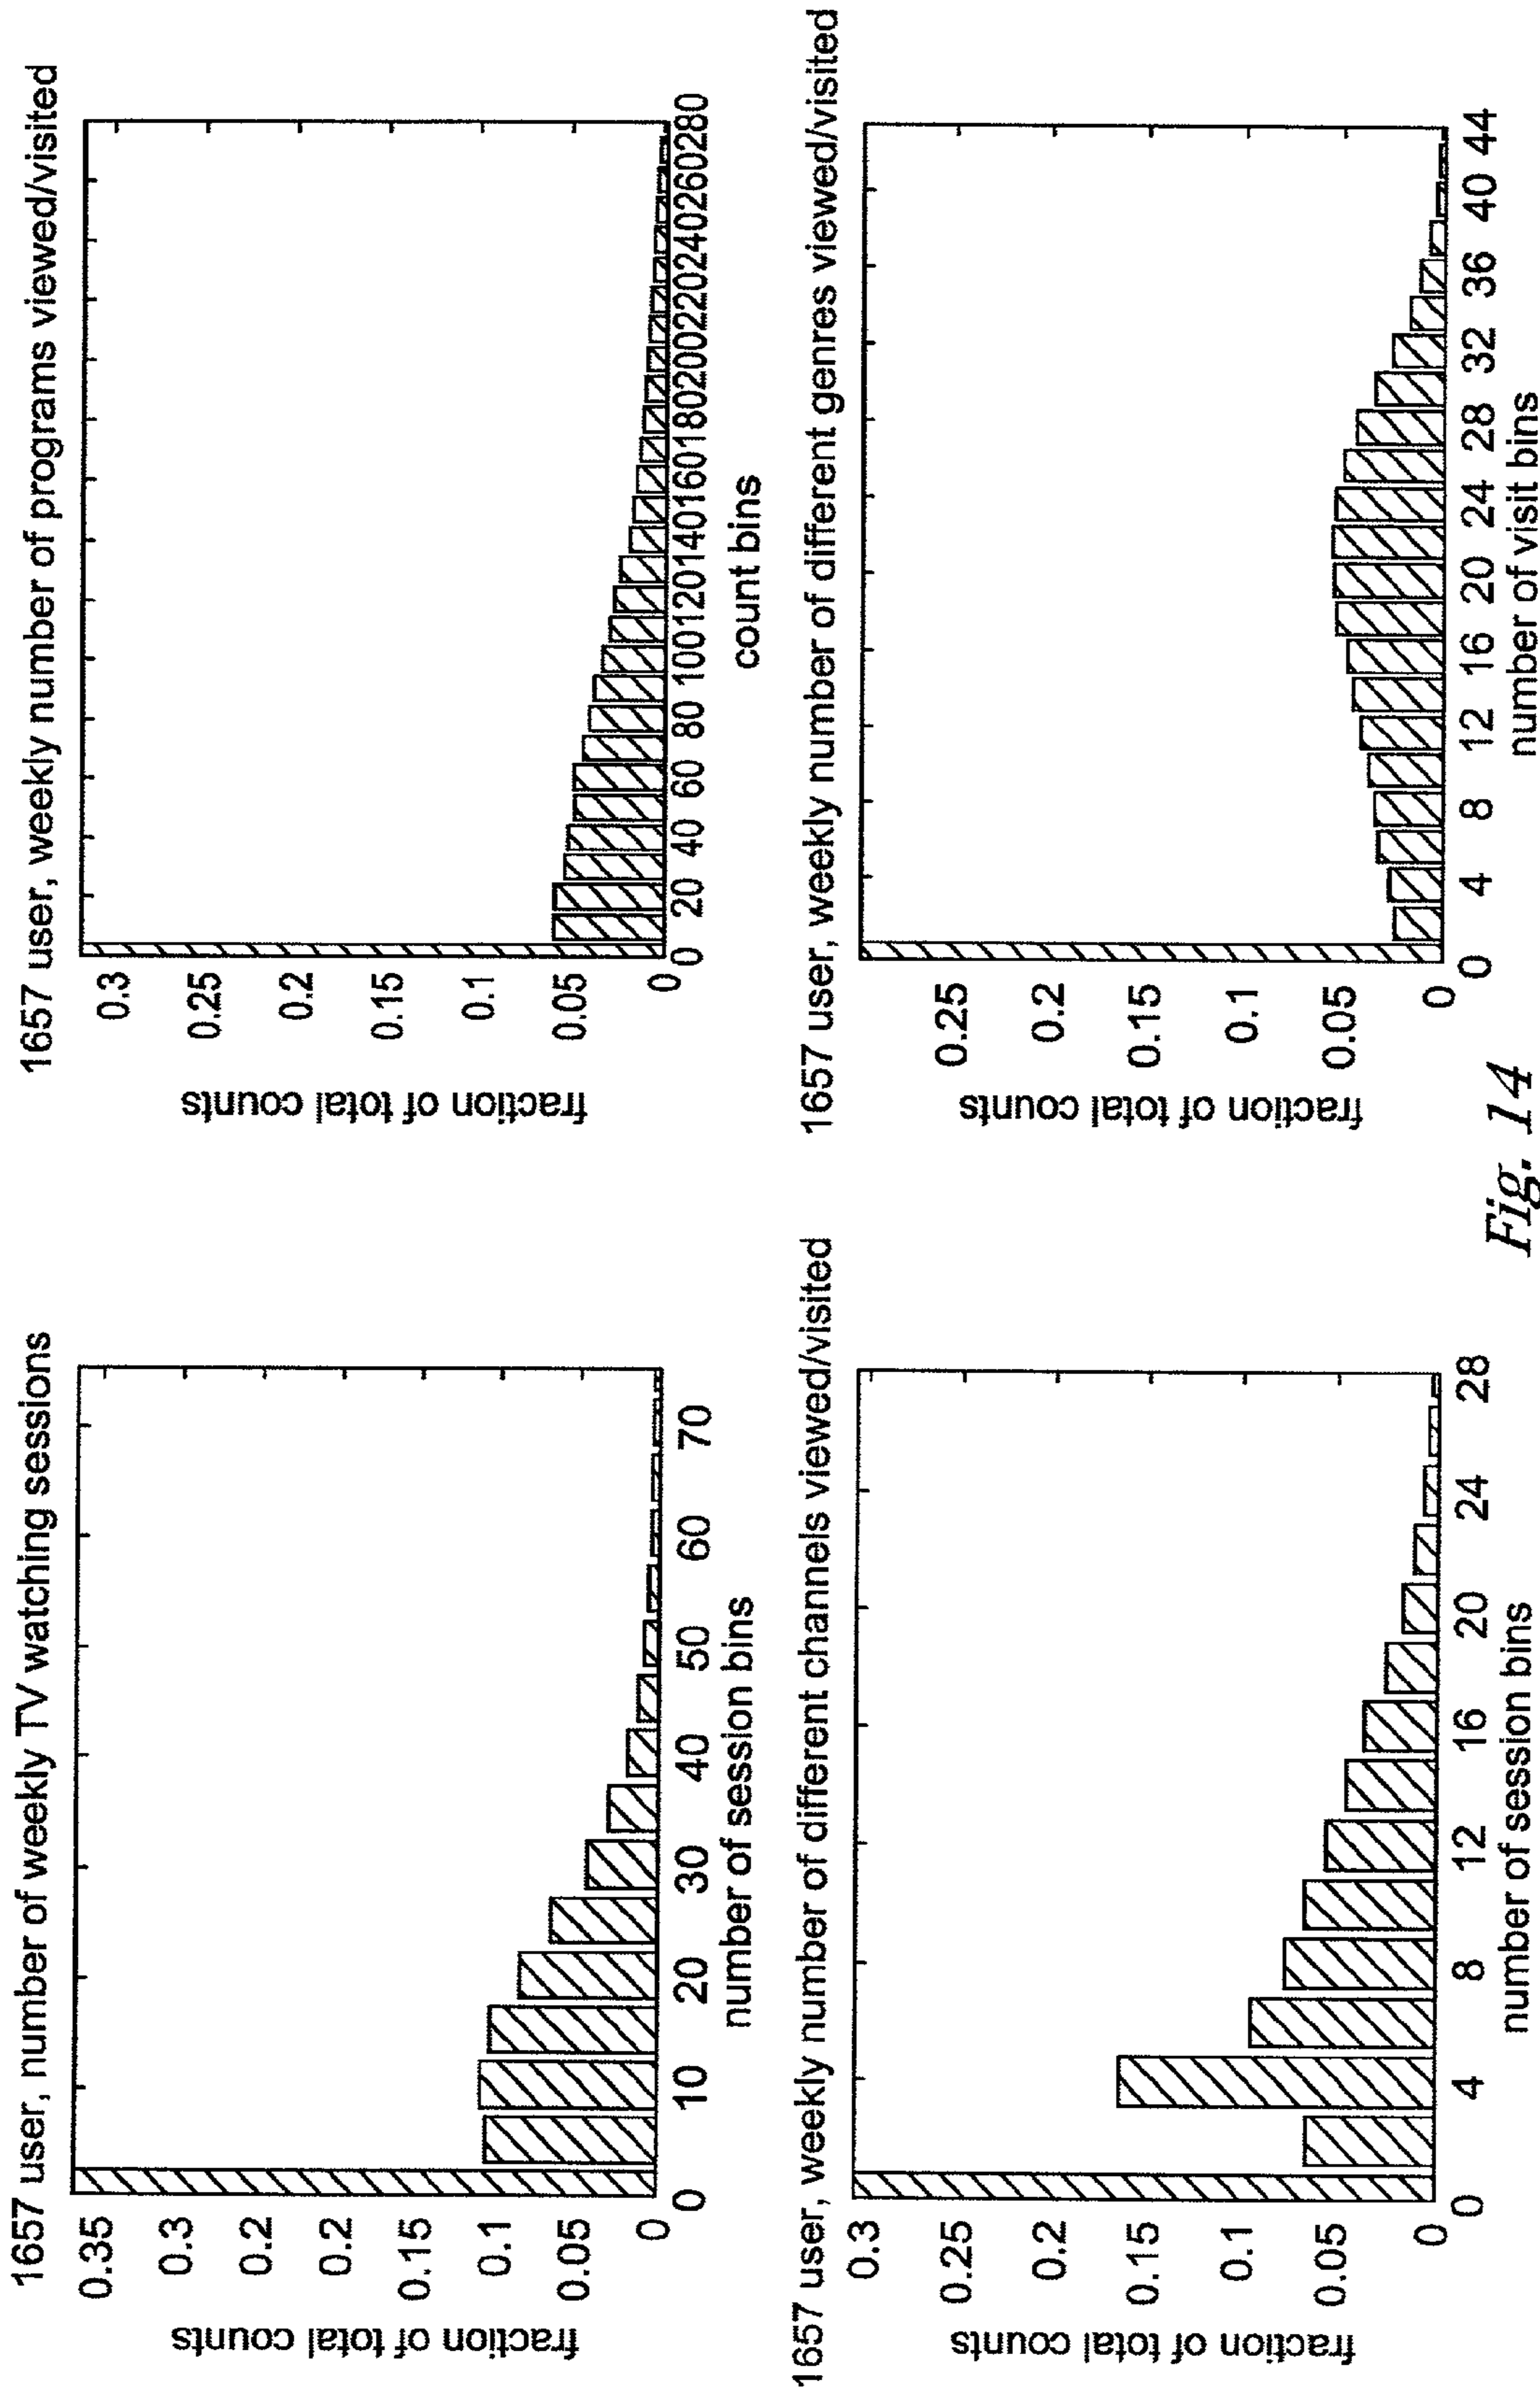 1657 user, number of weekly TV watching sessions
fraction of total counts
0.35
0.3
0.2
0.2
0.15
0.1
0.05
0
0 10 20 30 40 50 60 70
number of session bins
1657 user, weekly number of programs viewed/visited
fraction of total counts
0.3
0.25
0.2
0.15
0.1
0.05
0
0 20 40 60 80 100 120 140 160 180 200 220 240 260 280
count bins
1657 user, weekly number of different channels viewed/visited
fraction of total counts
0.3
0.25
0.2
0.15
0.1
0.05
0
0 4 8 12 16 20 24 28
number of session bins
1657 user, weekly number of different genres viewed/visited
fraction of total counts
0.25
0.2
0.15
0.1
0.05
0
0 4 8 12 16 20 24 28 32 36 40 44
number of visit bins
Fig. 14